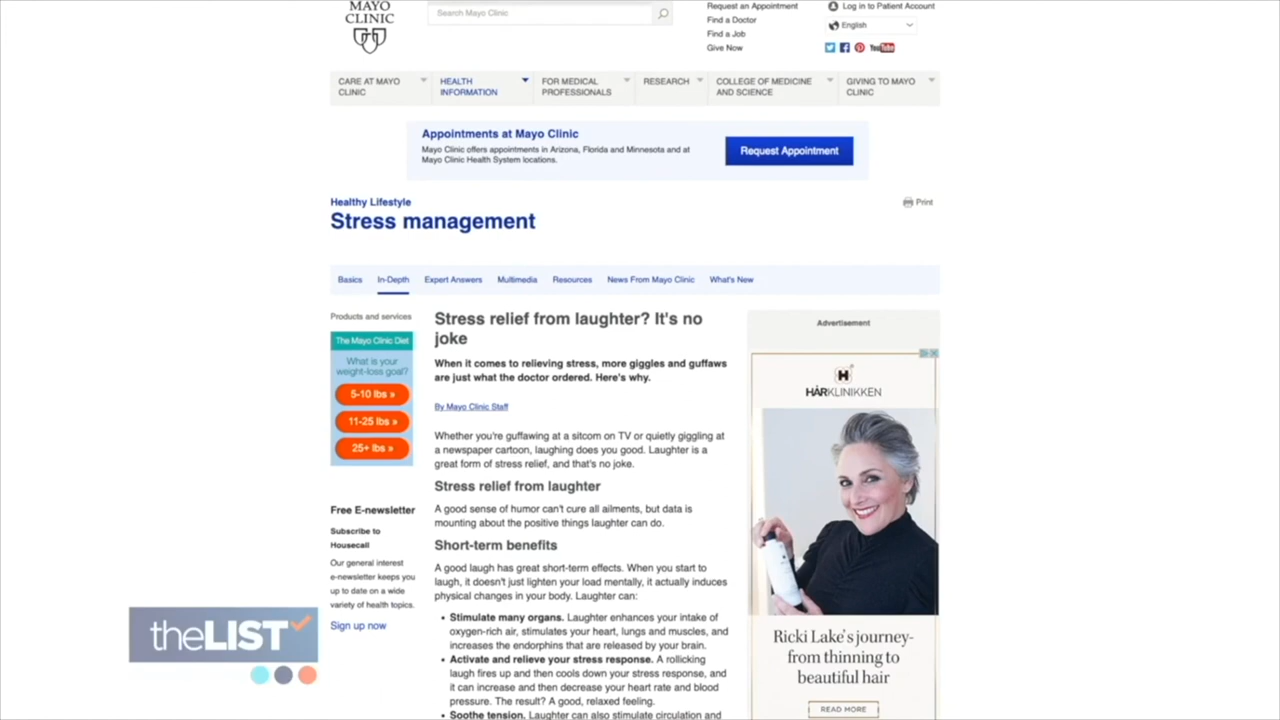 MAYO
CLINIC
Search Mayo Clinic
Request an Appointment
Find a Doctor
Find a Job
Give Now
Log in to Patient Account
English
You Tube
CARE AT MAYO
CLINIC
HEALTH
INFORMATION
FOR MEDICAL
PROFESSIONALS
RESEARCH
COLLEGE OF MEDICINE
AND SCIENCE
GIVING TO MAYO
CLINIC
Appointments at Mayo Clinic
Mayo Clinic offers appointments in Arizona, Florida and Minnesota and at
Mayo Clinic Health System locations.
Request Appointment
Healthy Lifestyle
Stress management
Print
Basics
In-Depth
Expert Answers
Multimedia
Resources
News From Mayo Clinic
What's New
Products and services
The Mayo Clinic Diet
What is your
weight-loss goal?
5-10 lbs »
11-25 lbs »
25+ lbs »
Free E-newsletter
Subscribe to
Housecall
Our general interest
e-newsletter keeps you
up to date on a wide
variety of health topics.
Sign up now
Stress relief from laughter? It's no
joke
When it comes to relieving stress, more giggles and guffaws
are just what the doctor ordered. Here's why.
By Mayo Clinic Staff
Whether you're guffawing at a sitcom on TV or quietly giggling at
a newspaper cartoon, laughing does you good. Laughter is a
great form of stress relief, and that's no joke.
Stress relief from laughter
A good sense of humor can't cure all ailments, but data is
mounting about the positive things laughter can do.
Short-term benefits
A good laugh has great short-term effects. When you start to
laugh, it doesn't just lighten your load mentally, it actually induces
physical changes in your body. Laughter can:
• Stimulate many organs. Laughter enhances your intake of
oxygen-rich air, stimulates your heart, lungs and muscles, and
increases the endorphins that are released by your brain.
• Activate and relieve your stress response. A rollicking
laugh fires up and then cools down your stress response, and
it can increase and then decrease your heart rate and blood
pressure. The result? A good, relaxed feeling.
• Soothe tension. Laughter can also stimulate circulation and
Advertisement
H
HÅRKLINIKKEN
Ricki Lake's journey-
from thinning to
beautiful hair
READ MORE
theLIST